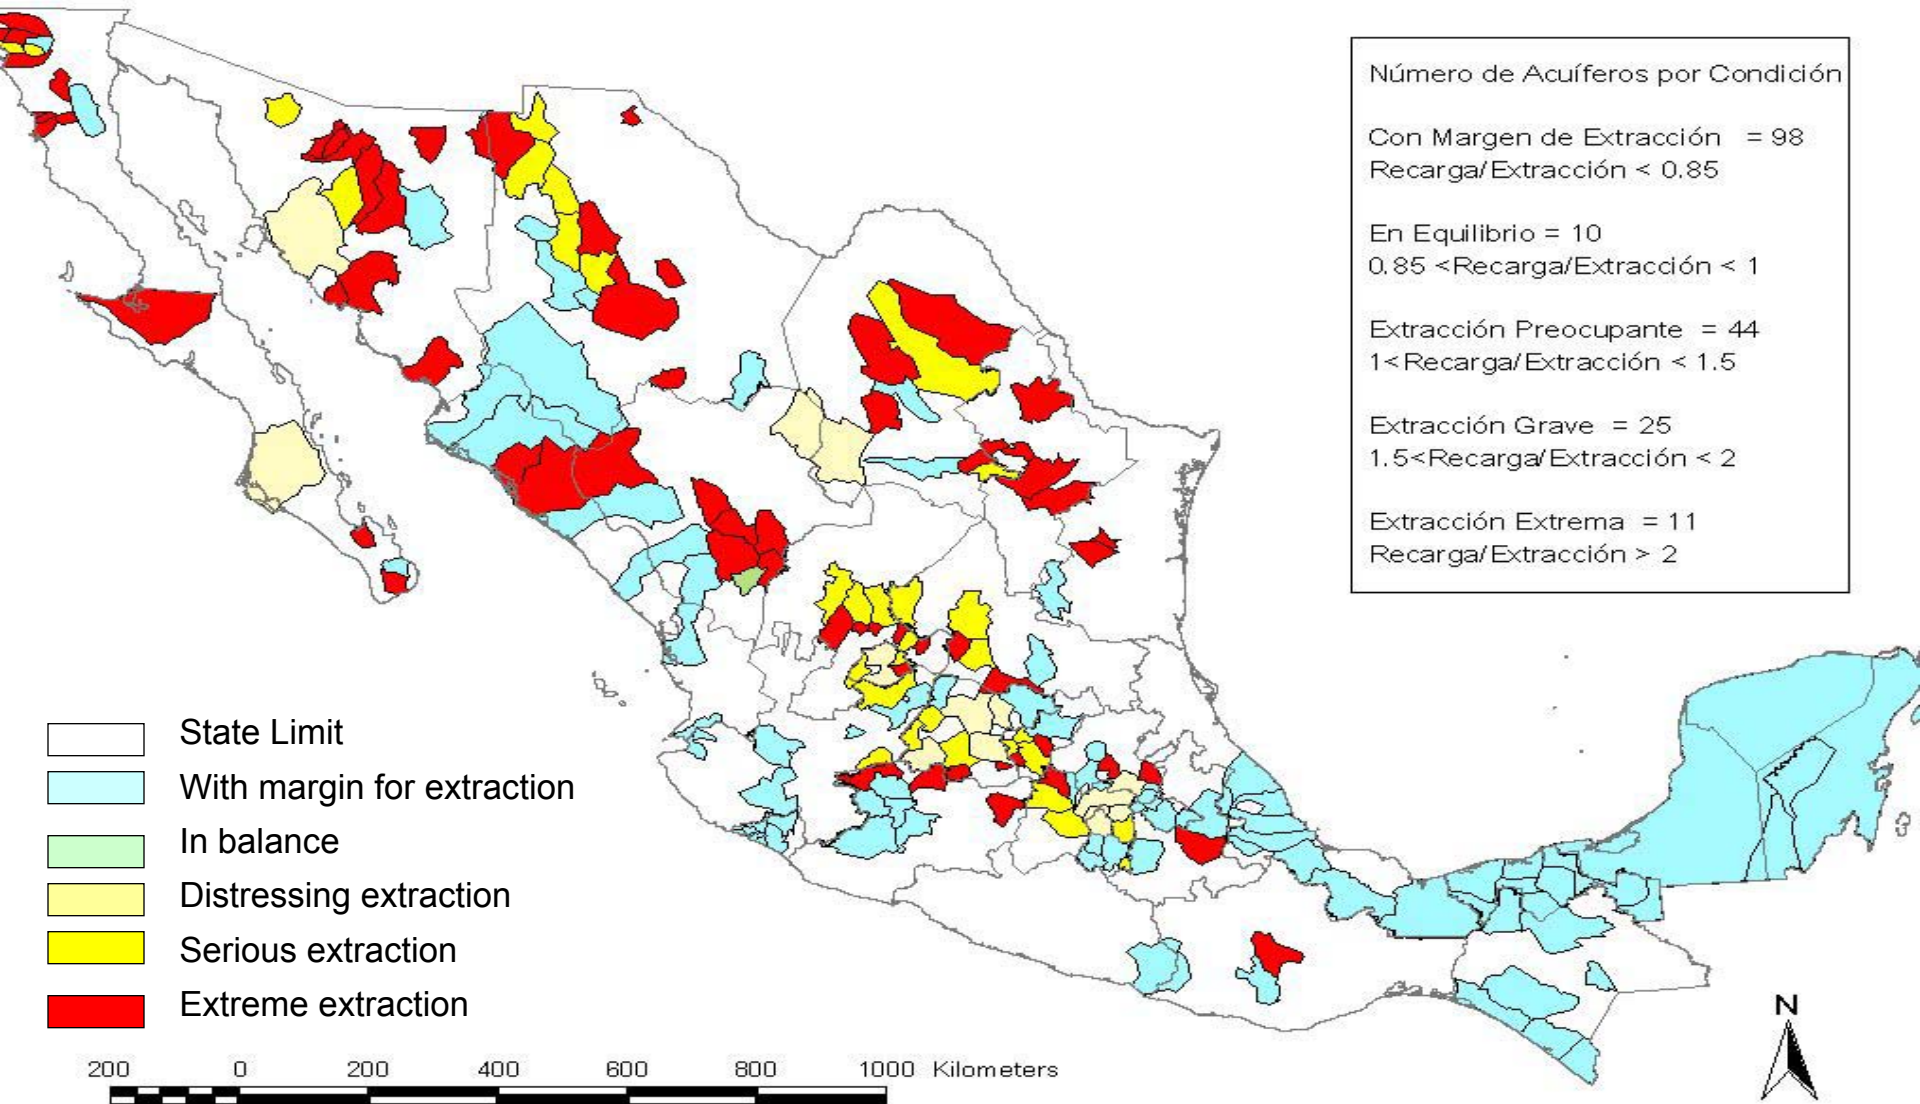 Número de Acuíferos por Condición
Con Margen de Extracción = 98
Recarga/Extracción < 0.85
En Equilibrio = 10
0.85 <Recarga/Extracción < 1
Extracción Preocupante = 44
1<Recarga/Extracción < 1.5
Extracción Grave = 25
1.5<Recarga/Extracción < 2
Extracción Extrema = 11
Recarga/Extracción > 2
State Limit
With margin for extraction
In balance
Distressing extraction
Serious extraction
Extreme extraction
200 0 200 400 600 800 1000 Kilometers
N